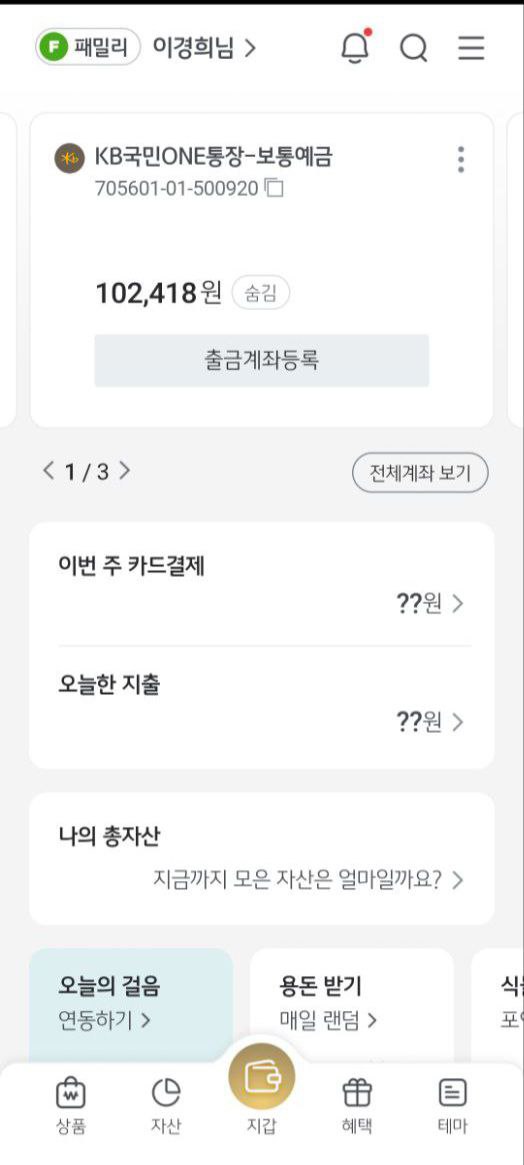 F 패밀리 이경희님 >
KB국민ONE통장-보통예금
705601-01-500920
102,418원 숨김
출금계좌등록
< 1 / 3 >
전체계좌 보기
이번 주 카드결제
??원 >
오늘한 지출
??원 >
나의 총자산
지금까지 모은 자산은 얼마일까요? >
오늘의 걸음
연동하기 >
용돈 받기
매일 랜덤 >
상품 자산 지갑 혜택 테마